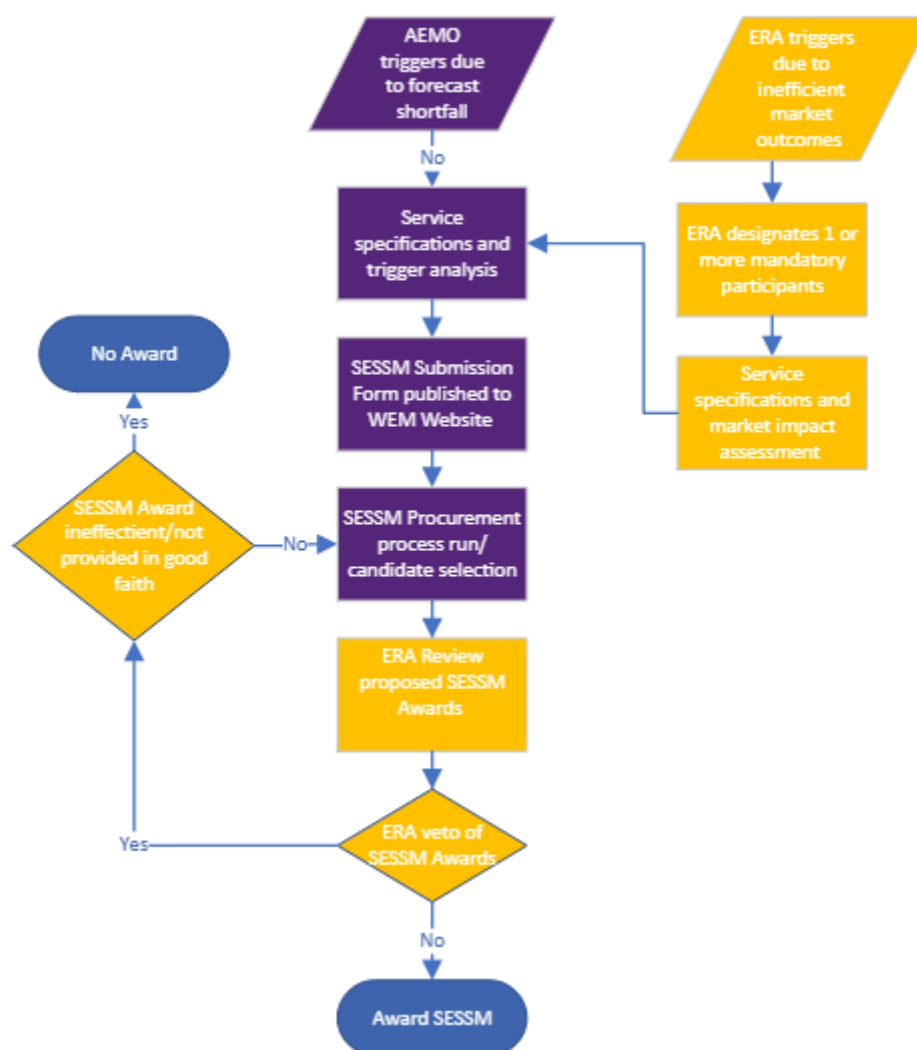 AEMO
triggers due
to forecast
shortfall
ERA triggers
due to
inefficient
market
outcomes
No
Service
specifications and
trigger analysis
ERA designates 1 or
more mandatory
participants
No Award
SESSM Submission
Form published to
WEM Website
Service
specifications and
market impact
assessment
Yes
SESSM Award
ineffectient/not
provided in good
faith
No
SESSM Procurement
process run/
candidate selection
ERA Review
proposed SESSM
Awards
Yes
ERA veto of
SESSM Awards
No
Award SESSM